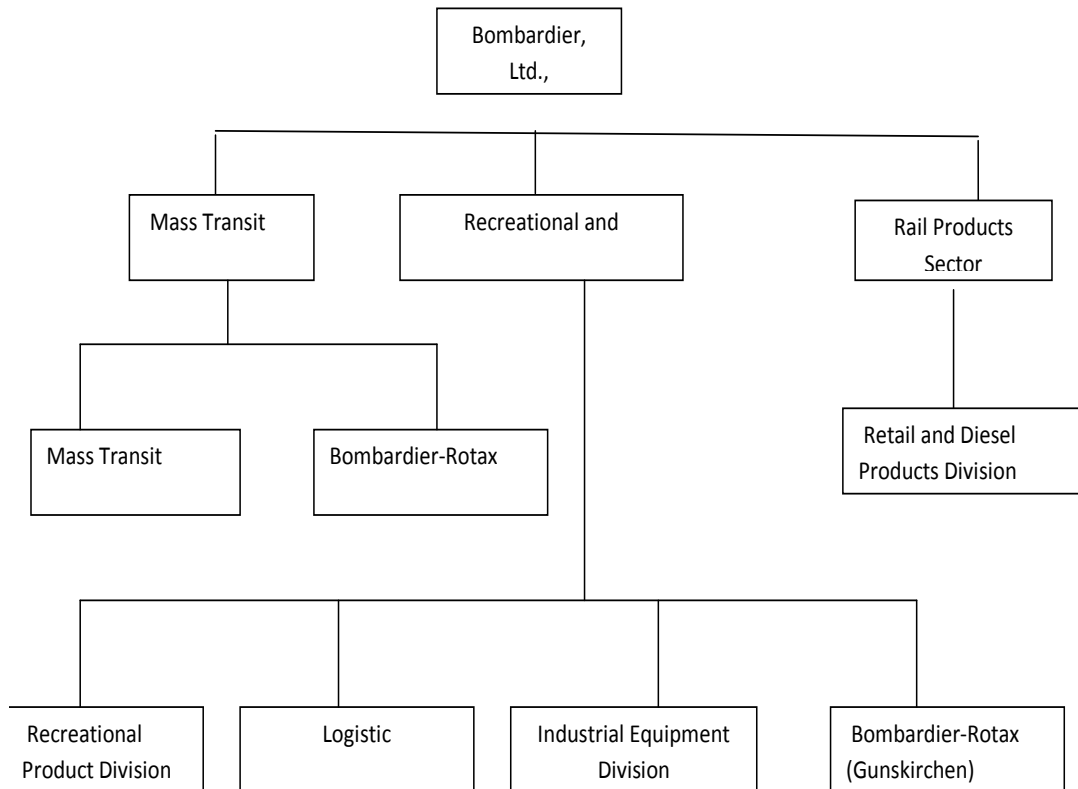 Bombardier,
Ltd.,
Mass Transit
Recreational and
Rail Products
Sector
Mass Transit
Bombardier-Rotax
Retail and Diesel
Products Division
Recreational
Product Division
Logistic
Industrial Equipment
Division
Bombardier-Rotax
(Gunskirchen)